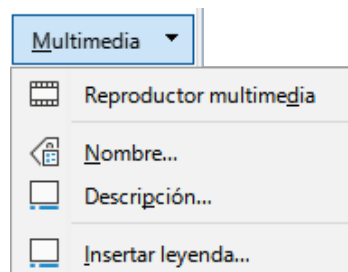 Multimedia
Reproductor multimedia
Nombre...
Descripción...
Insertar leyenda...